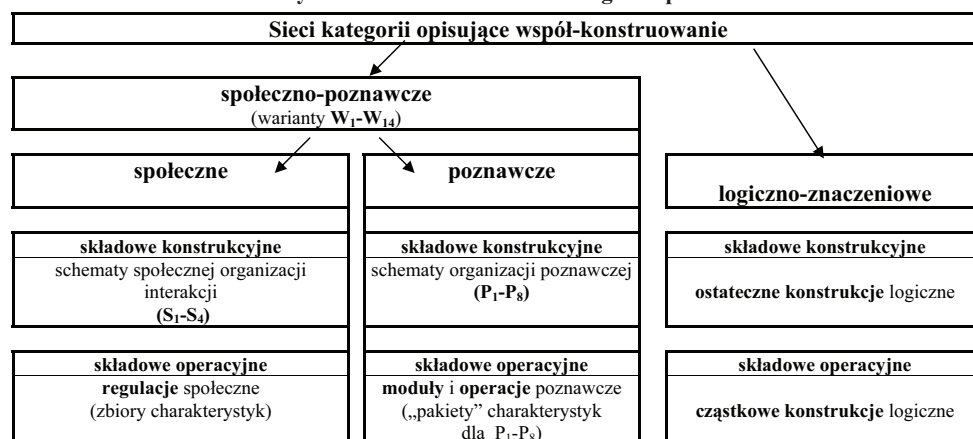 Sieci kategorii opisujące współ-konstruowanie
społeczno-poznawcze
(warianty W1-W14)
społeczne
poznawcze
logiczno-znaczeniowe
składowe konstrukcyjne
schematy społecznej organizacji
interakcji
(S1-S4)
składowe konstrukcyjne
schematy organizacji poznawczej
(P1-P8)
składowe konstrukcyjne
ostateczne konstrukcje logiczne
składowe operacyjne
regulacje społeczne
(zbiory charakterystyk)
składowe operacyjne
moduły i operacje poznawcze
(„pakiety” charakterystyk
dla P1-P8)
składowe operacyjne
cząstkowe konstrukcje logiczne